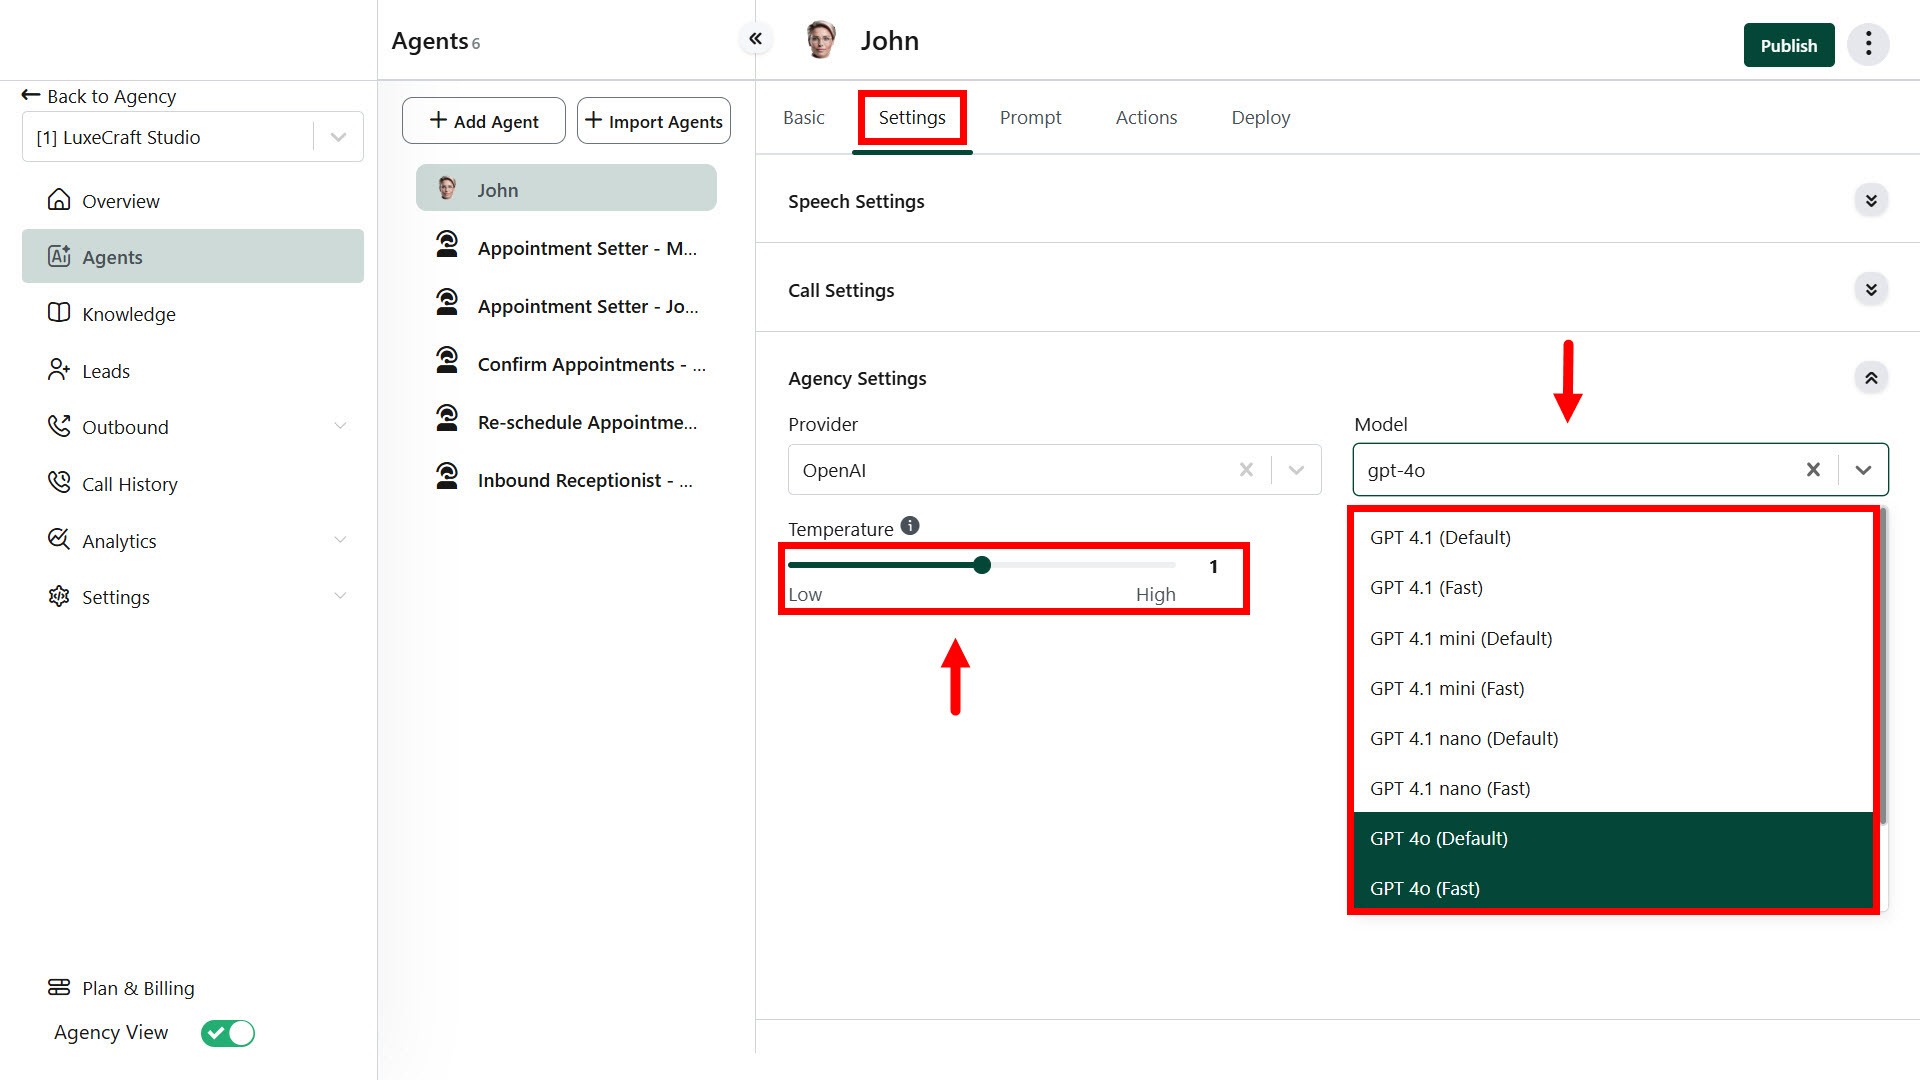 Back to Agency
[1] LuxeCraft Studio
Overview
Agents
Knowledge
Leads
Outbound
Call History
Analytics
Settings
Plan & Billing
Agency View
Agents 6
+ Add Agent
+ Import Agents
John
Appointment Setter - M...
Appointment Setter - Jo...
Confirm Appointments - ...
Re-schedule Appointme...
Inbound Receptionist - ...
John
Publish
Basic
Settings
Prompt
Actions
Deploy
Speech Settings
Call Settings
Agency Settings
Provider
OpenAI
Temperature
1
Low
High
Model
gpt-4o
GPT 4.1 (Default)
GPT 4.1 (Fast)
GPT 4.1 mini (Default)
GPT 4.1 mini (Fast)
GPT 4.1 nano (Default)
GPT 4.1 nano (Fast)
GPT 4o (Default)
GPT 4o (Fast)